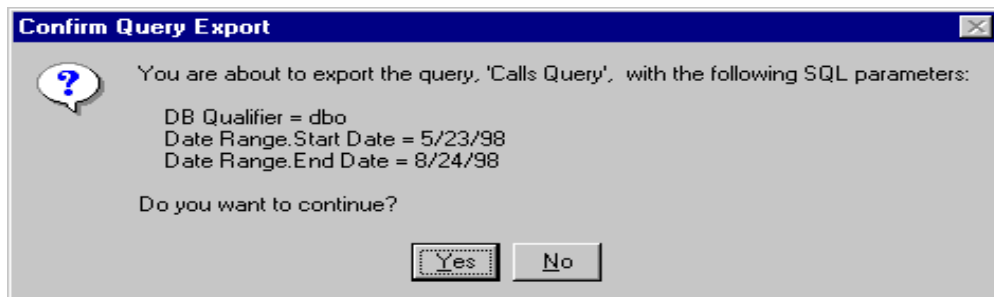 Confirm Query Export
You are about to export the query, 'Calls Query', with the following SQL parameters:
DB Qualifier = dbo
Date Range.Start Date = 5/23/98
Date Range.End Date = 8/24/98
Do you want to continue?
Yes No